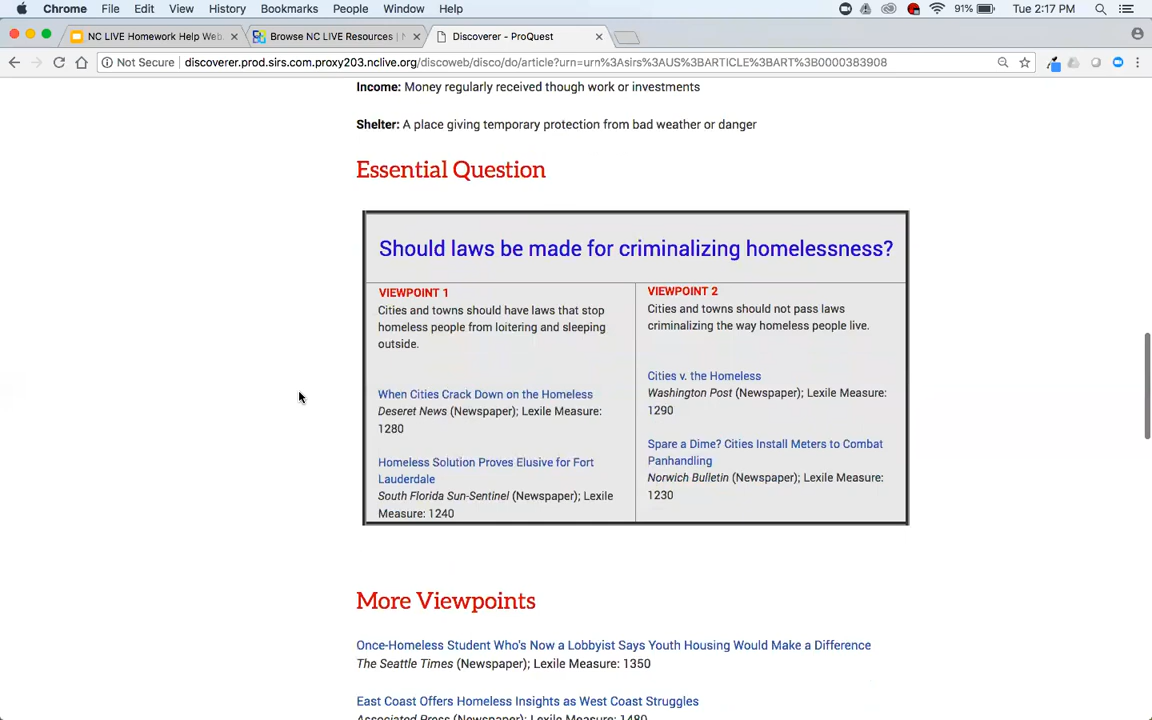 Chrome File Edit View History Bookmarks People Window Help 91% Tue 2:17 PM
NC LIVE Homework Help Web. Browse NC LIVE Resources | N Discoverer - ProQuest
Not Secure discoverer.prod.sirs.com.proxy203.nclive.org/discoweb/disco/do/article?urn=urn%3Asirs%3AUS%3BARTICLE%3BART%3B0000383908
Income: Money regularly received though work or investments
Shelter: A place giving temporary protection from bad weather or danger
Essential Question
Should laws be made for criminalizing homelessness?
VIEWPOINT 1
Cities and towns should have laws that stop
homeless people from loitering and sleeping
outside.
When Cities Crack Down on the Homeless
Deseret News (Newspaper); Lexile Measure:
1280
Homeless Solution Proves Elusive for Fort
Lauderdale
South Florida Sun-Sentinel (Newspaper); Lexile
Measure: 1240
VIEWPOINT 2
Cities and towns should not pass laws
criminalizing the way homeless people live.
Cities v. the Homeless
Washington Post (Newspaper); Lexile Measure:
1290
Spare a Dime? Cities Install Meters to Combat
Panhandling
Norwich Bulletin (Newspaper); Lexile Measure:
1230
More Viewpoints
Once-Homeless Student Who's Now a Lobbyist Says Youth Housing Would Make a Difference
The Seattle Times (Newspaper); Lexile Measure: 1350
East Coast Offers Homeless Insights as West Coast Struggles
Associated Press (Newspaper); Lexile Measure: 1480